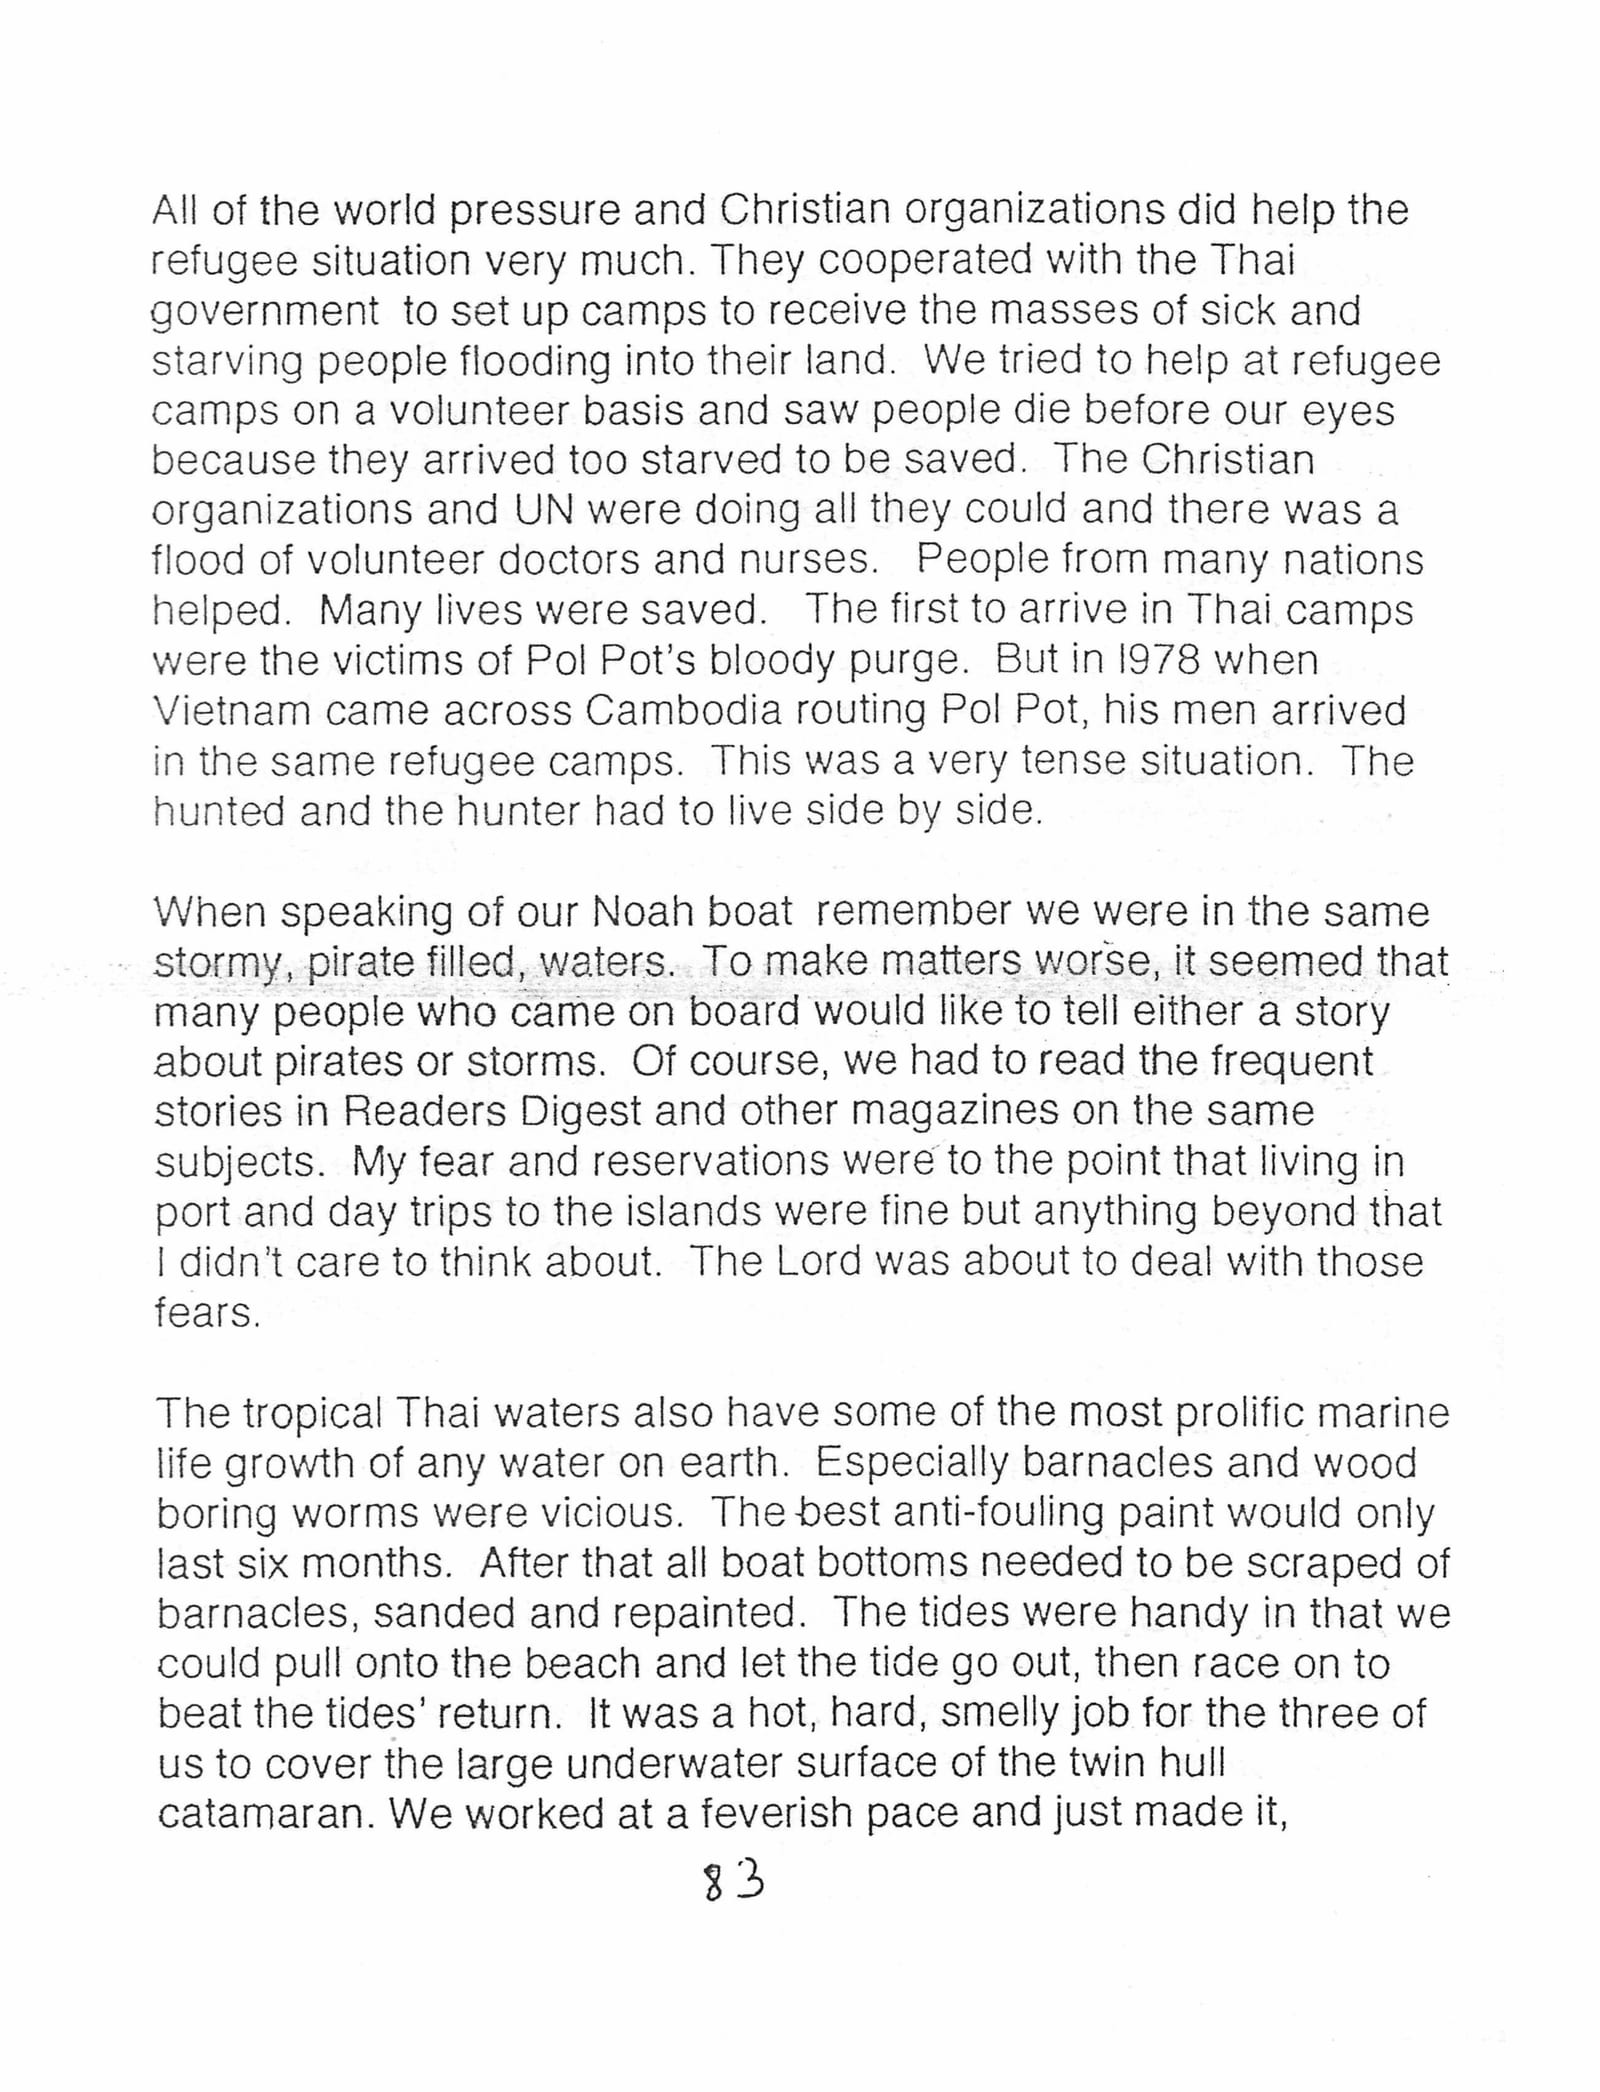 All of the world pressure and Christian organizations did help the
refugee situation very much. They cooperated with the Thai
government to set up camps to receive the masses of sick and
starving people flooding into their land. We tried to help at refugee
camps on a volunteer basis and saw people die before our eyes
because they arrived too starved to be saved. The Christian
organizations and UN were doing all they could and there was a
flood of volunteer doctors and nurses. People from many nations
helped. Many lives were saved. The first to arrive in Thai camps
were the victims of Pol Pot's bloody purge. But in 1978 when
Vietnam came across Cambodia routing Pol Pot, his men arrived
in the same refugee camps. This was a very tense situation. The
hunted and the hunter had to live side by side.

When speaking of our Noah boat remember we were in the same
stormy, pirate filled, waters. To make matters worse, it seemed that
many people who came on board would like to tell either a story
about pirates or storms. Of course, we had to read the frequent
stories in Readers Digest and other magazines on the same
subjects. My fear and reservations were to the point that living in
port and day trips to the islands were fine but anything beyond that
I didn't care to think about. The Lord was about to deal with those
fears.

The tropical Thai waters also have some of the most prolific marine
life growth of any water on earth. Especially barnacles and wood
boring worms were vicious. The best anti-fouling paint would only
last six months. After that all boat bottoms needed to be scraped of
barnacles, sanded and repainted. The tides were handy in that we
could pull onto the beach and let the tide go out, then race on to
beat the tides' return. It was a hot, hard, smelly job for the three of
us to cover the large underwater surface of the twin hull
catamaran. We worked at a feverish pace and just made it,
83